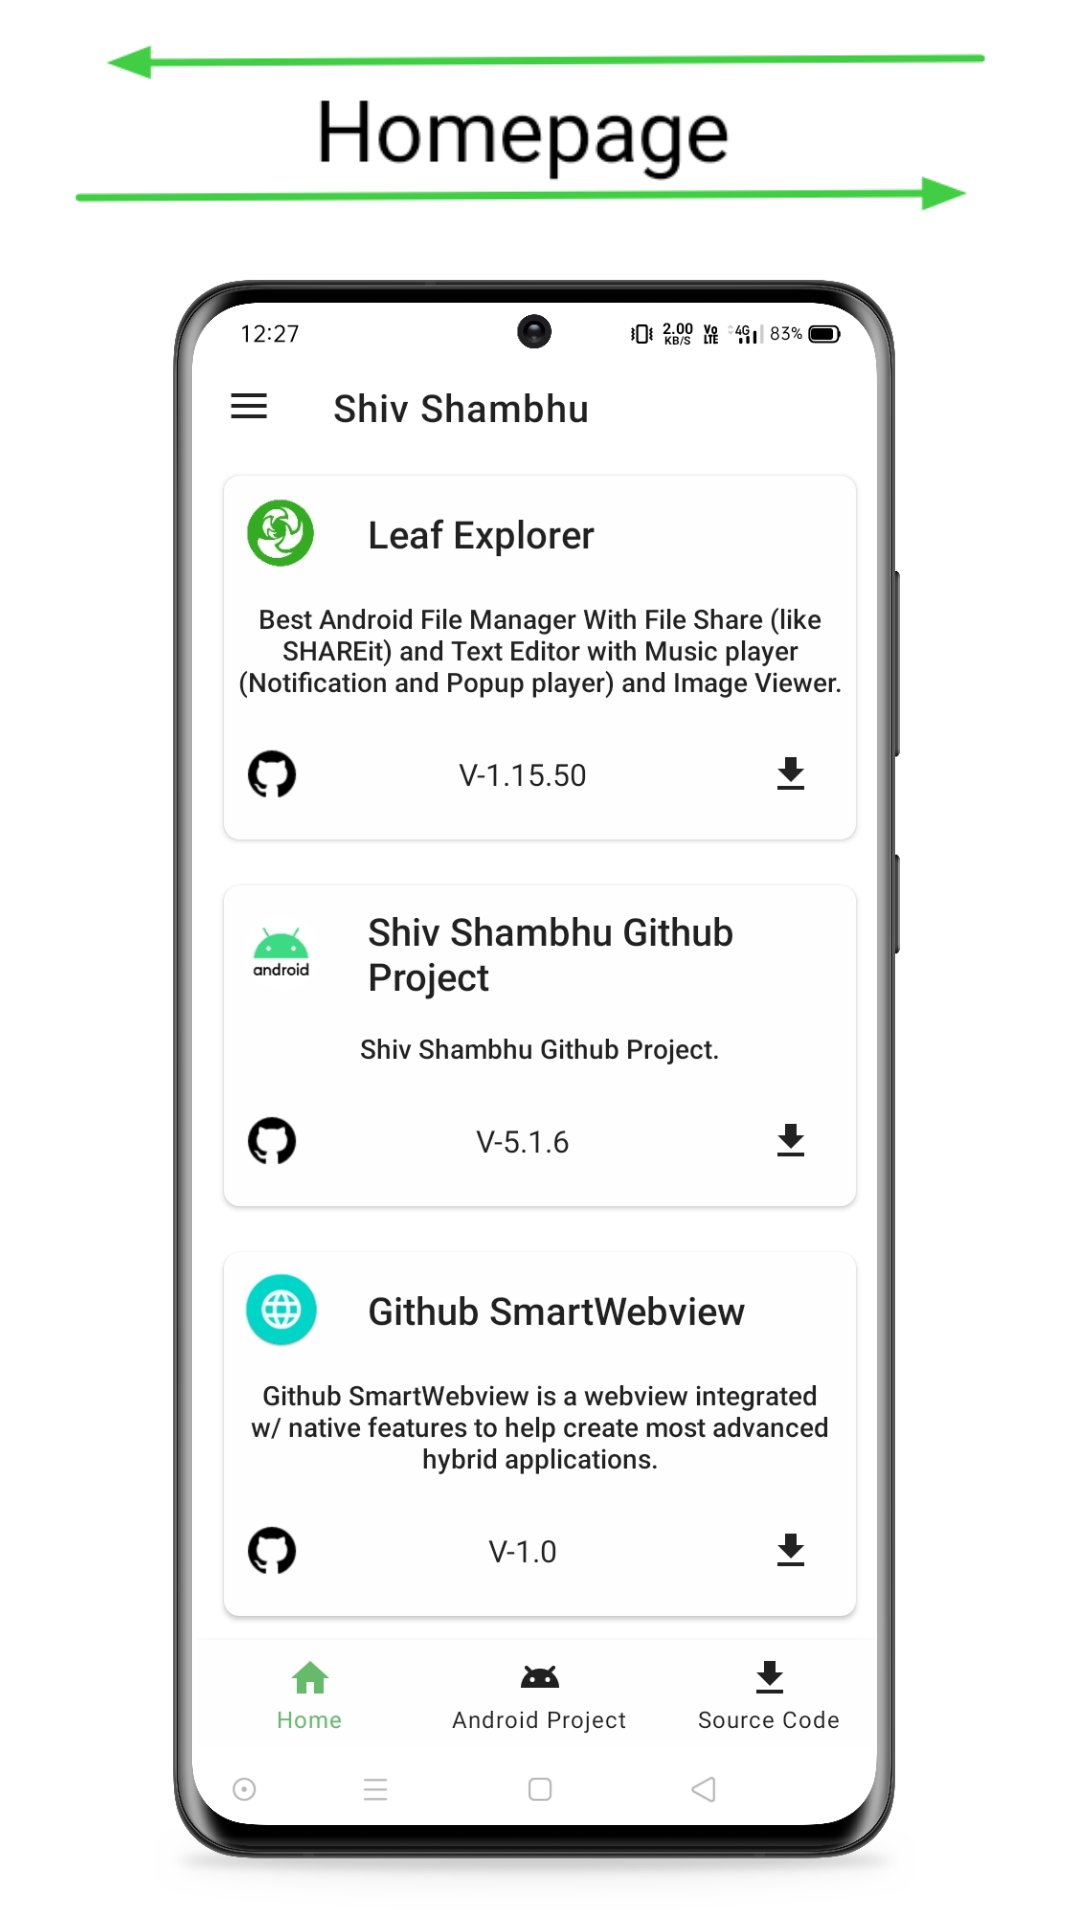 Homepage
12:27
2.00 KB/S Vo LTE 4G 83%
Shiv Shambhu
Leaf Explorer
Best Android File Manager With File Share (like
SHAREit) and Text Editor with Music player
(Notification and Popup player) and Image Viewer.
V-1.15.50
Shiv Shambhu Github
Project
android
Shiv Shambhu Github Project.
V-5.1.6
Github SmartWebview
Github SmartWebview is a webview integrated
w/ native features to help create most advanced
hybrid applications.
V-1.0
Home
Android Project
Source Code